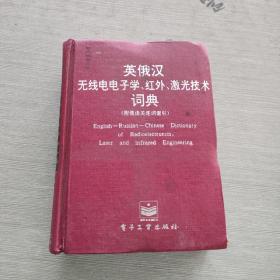 英俄汉
无线电电子学、红外、激光技术
词典
(附俄语关连词索引)
English-Russian-Chinese Dictionary
of Radioelectronics,
Laser and Infrared Engineering
电子工业出版社